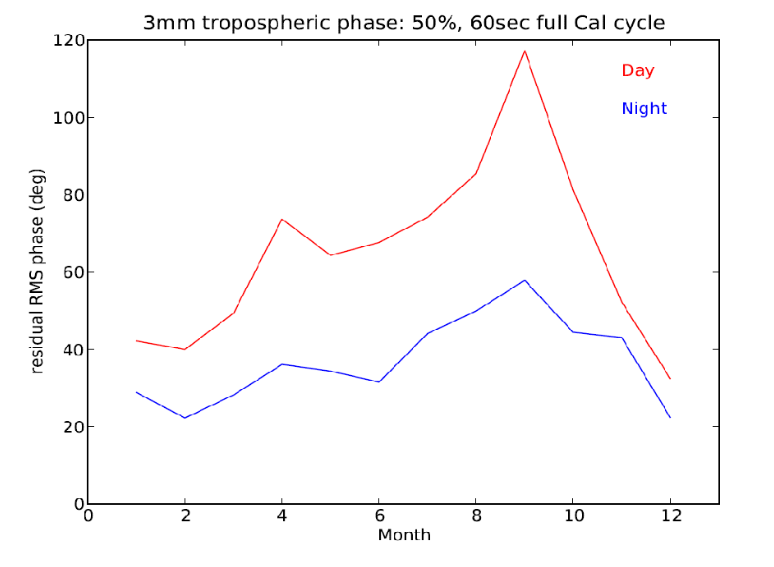 3mm tropospheric phase: 50%, 60sec full Cal cycle
120
100
80
60
40
20
0
residual RMS phase (deg)
Day
Night
0 2 4 6 8 10 12
Month